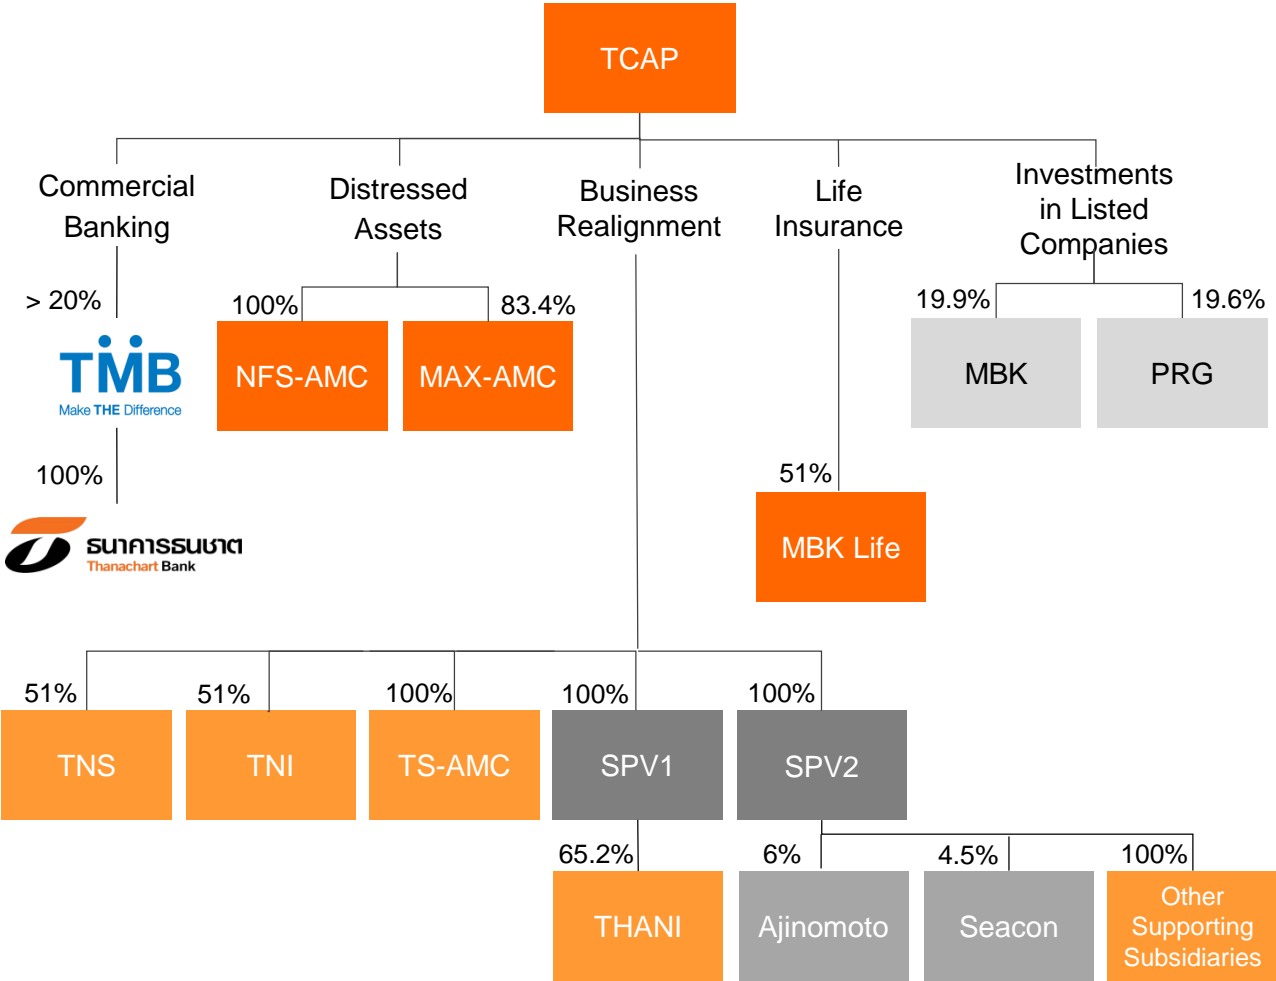 TCAP
Commercial
Banking
Distressed
Assets
Business
Realignment
Life
Insurance
Investments
in Listed
Companies
> 20%
100%
83.4%
19.9%
19.6%
TMB
Make THE Difference
NFS-AMC
MAX-AMC
MBK
PRG
100%
51%
ธนาคารธนชาต
Thanachart Bank
MBK Life
51%
51%
100%
100%
100%
TNS
TNI
TS-AMC
SPV1
SPV2
65.2%
6%
4.5%
100%
THANI
Ajinomoto
Seacon
Other
Supporting
Subsidiaries